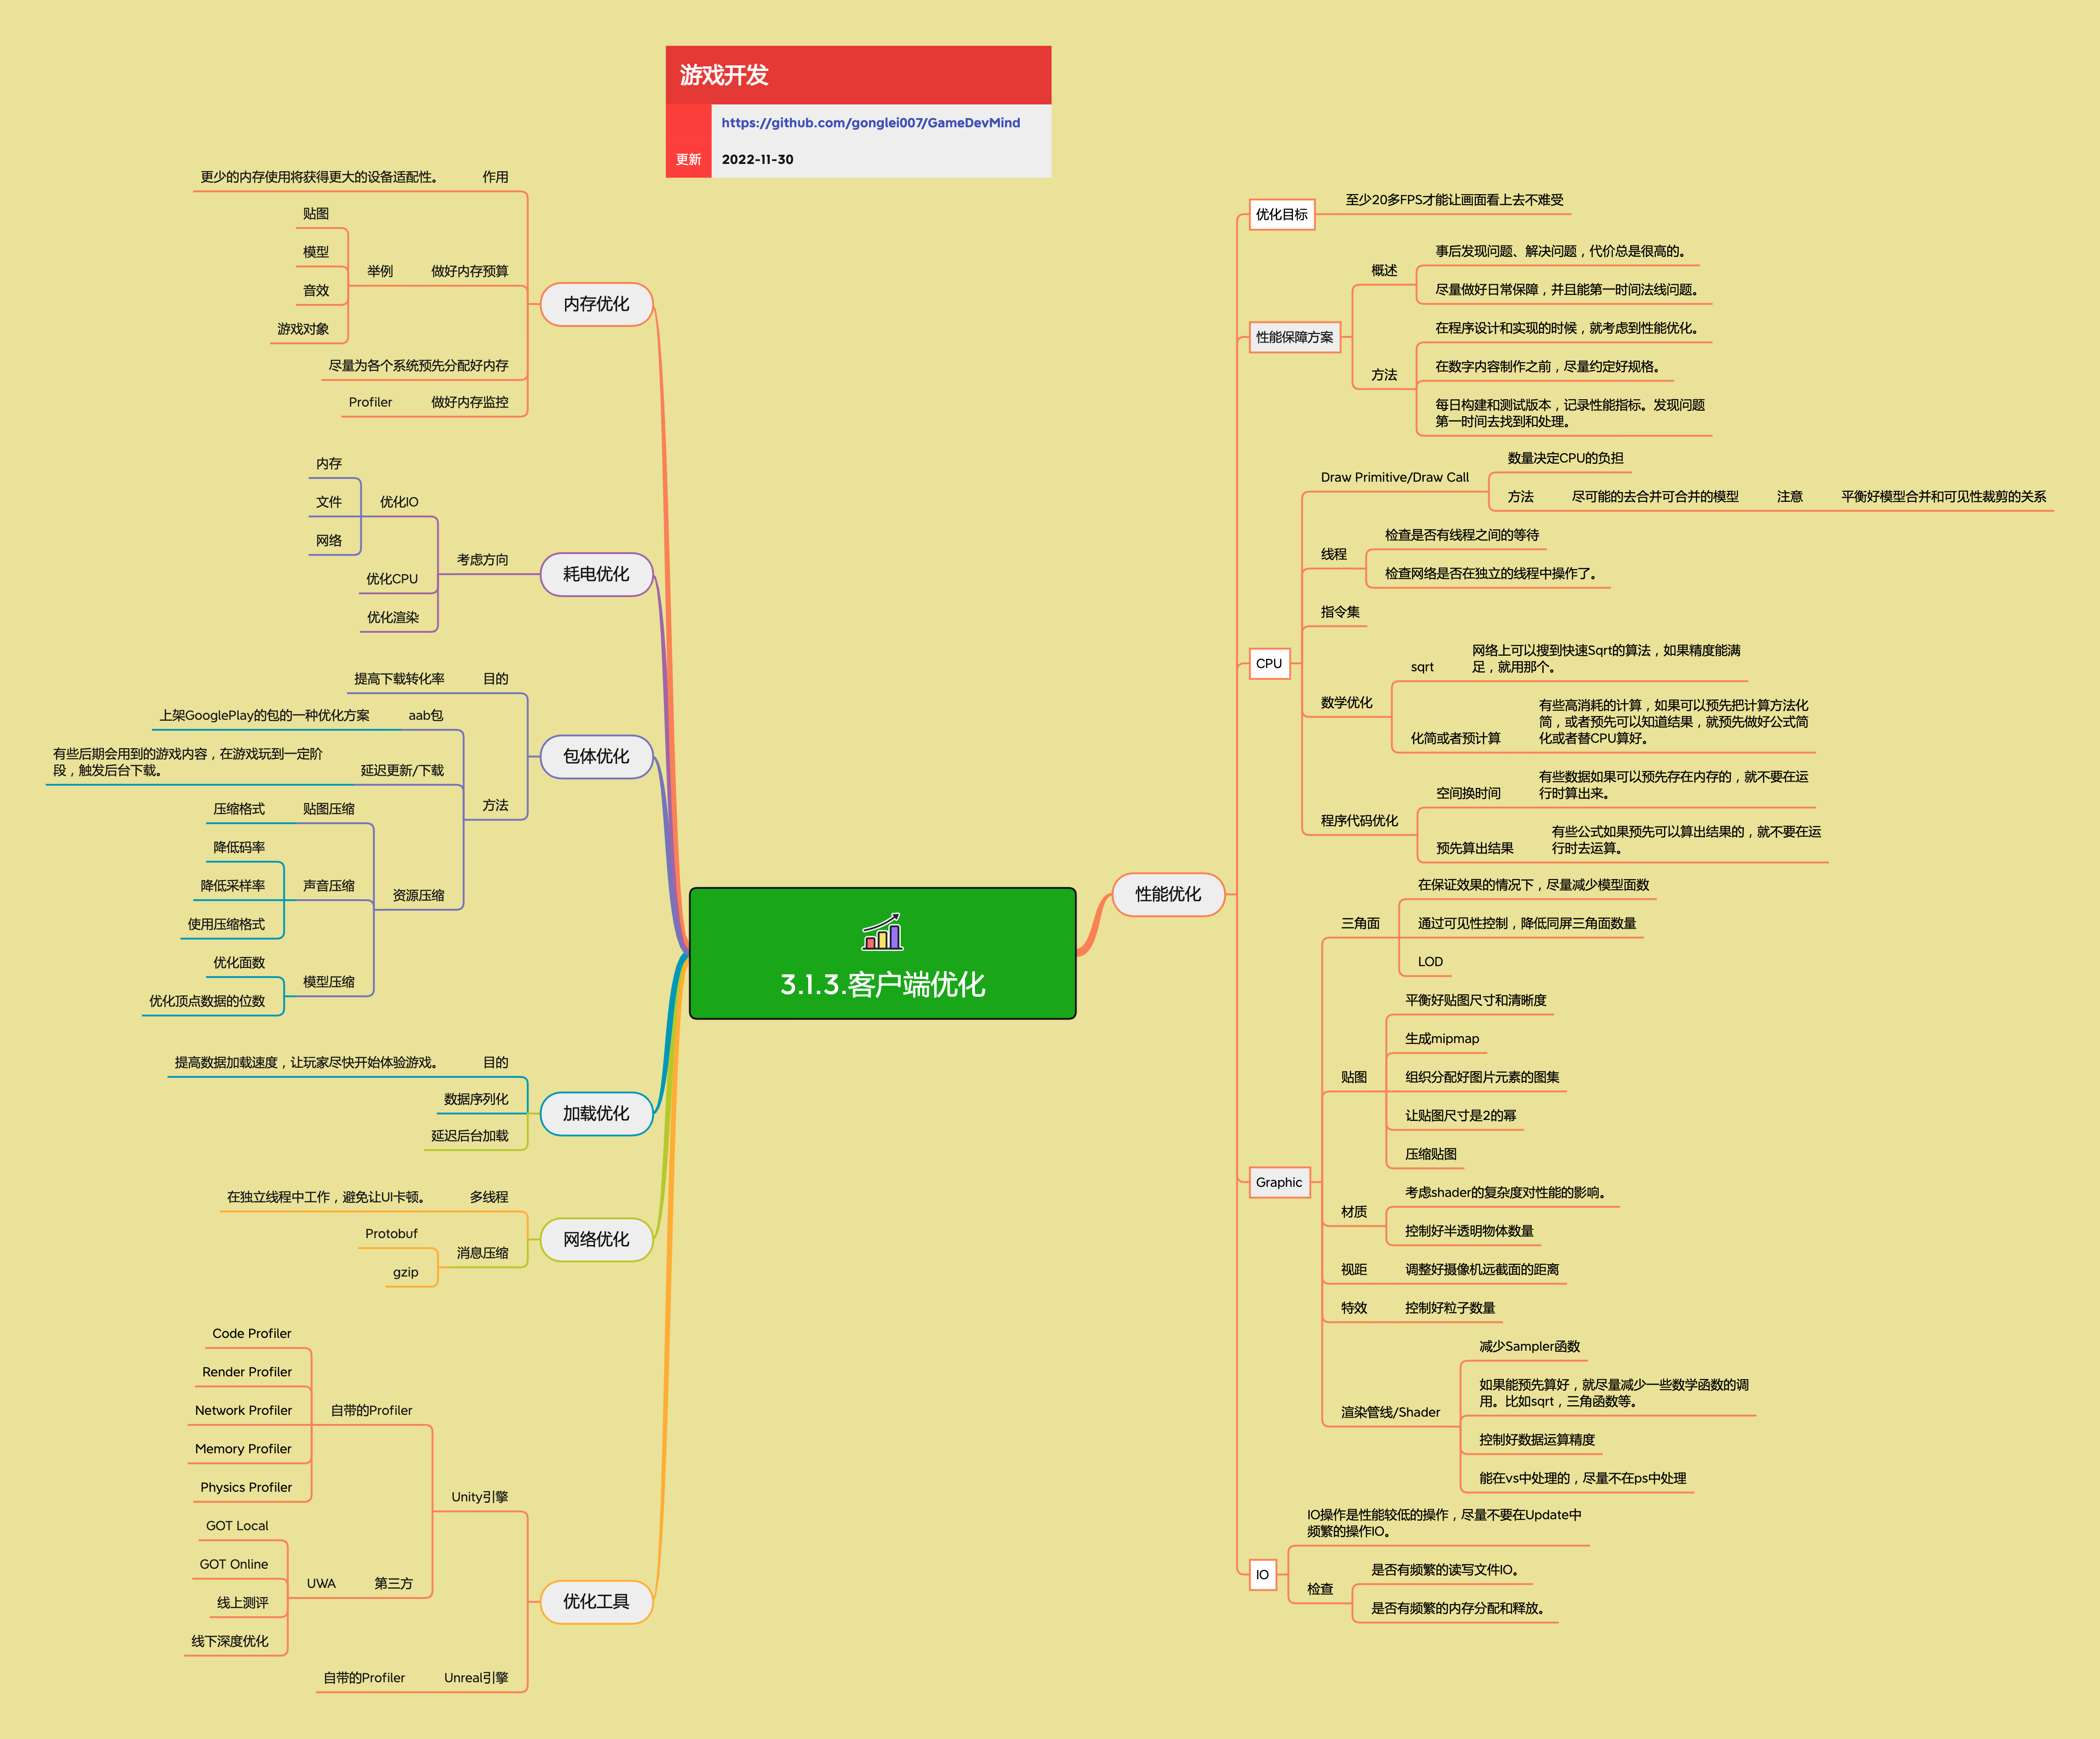 游戏开发
https://github.com/gonglei007/GameDevMind
更新
2022-11-30
3.1.3.客户端优化
性能优化
优化目标
至少20多FPS才能让画面看上去不难受
性能保障方案
概述
事后发现问题、解决问题，代价总是很高的。
尽量做好日常保障，并且能第一时间法线问题。
方法
在程序设计和实现的时候，就考虑到性能优化。
在数字内容制作之前，尽量约定好规格。
每日构建和测试版本，记录性能指标。发现问题
第一时间去找到和处理。
CPU
Draw Primitive/Draw Call
数量决定CPU的负担
方法
尽可能的去合并可合并的模型
注意
平衡好模型合并和可见性裁剪的关系
线程
检查是否有线程之间的等待
检查网络是否在独立的线程中操作了。
指令集
数学优化
sqrt
网络上可以搜到快速Sqrt的算法，如果精度能满
足，就用那个。
化简或者预计算
有些高消耗的计算，如果可以预先把计算方法化
简，或者预先可以知道结果，就预先做好公式简
化或者替CPU算好。
程序代码优化
空间换时间
有些数据如果可以预先存在内存的，就不要在运
行时算出来。
预先算出结果
有些公式如果预先可以算出结果的，就不要在运
行时去运算。
Graphic
三角面
在保证效果的情况下，尽量减少模型面数
通过可见性控制，降低同屏三角面数量
LOD
贴图
平衡好贴图尺寸和清晰度
生成mipmap
组织分配好图片元素的图集
让贴图尺寸是2的幂
压缩贴图
材质
考虑shader的复杂度对性能的影响。
控制好半透明物体数量
视距
调整好摄像机远截面的距离
特效
控制好粒子数量
渲染管线/Shader
减少Sampler函数
如果能预先算好，就尽量减少一些数学函数的调
用。比如sqrt，三角函数等。
控制好数据运算精度
能在vs中处理的，尽量不在ps中处理
IO
IO操作是性能较低的操作，尽量不要在Update中
频繁的操作IO。
检查
是否有频繁的读写文件IO。
是否有频繁的内存分配和释放。
内存优化
作用
更少的内存使用将获得更大的设备适配性。
做好内存预算
举例
贴图
模型
音效
游戏对象
尽量为各个系统预先分配好内存
做好内存监控
Profiler
耗电优化
考虑方向
优化IO
内存
文件
网络
优化CPU
优化渲染
包体优化
目的
提高下载转化率
方法
aab包
上架GooglePlay的包的一种优化方案
延迟更新/下载
有些后期会用到的游戏内容，在游戏玩到一定阶
段，触发后台下载。
资源压缩
贴图压缩
压缩格式
声音压缩
降低码率
降低采样率
使用压缩格式
模型压缩
优化面数
优化顶点数据的位数
加载优化
目的
提高数据加载速度，让玩家尽快开始体验游戏。
数据序列化
延迟后台加载
网络优化
多线程
在独立线程中工作，避免让UI卡顿。
消息压缩
Protobuf
gzip
优化工具
Unity引擎
自带的Profiler
Code Profiler
Render Profiler
Network Profiler
Memory Profiler
Physics Profiler
第三方
UWA
GOT Local
GOT Online
线上测评
线下深度优化
Unreal引擎
自带的Profiler